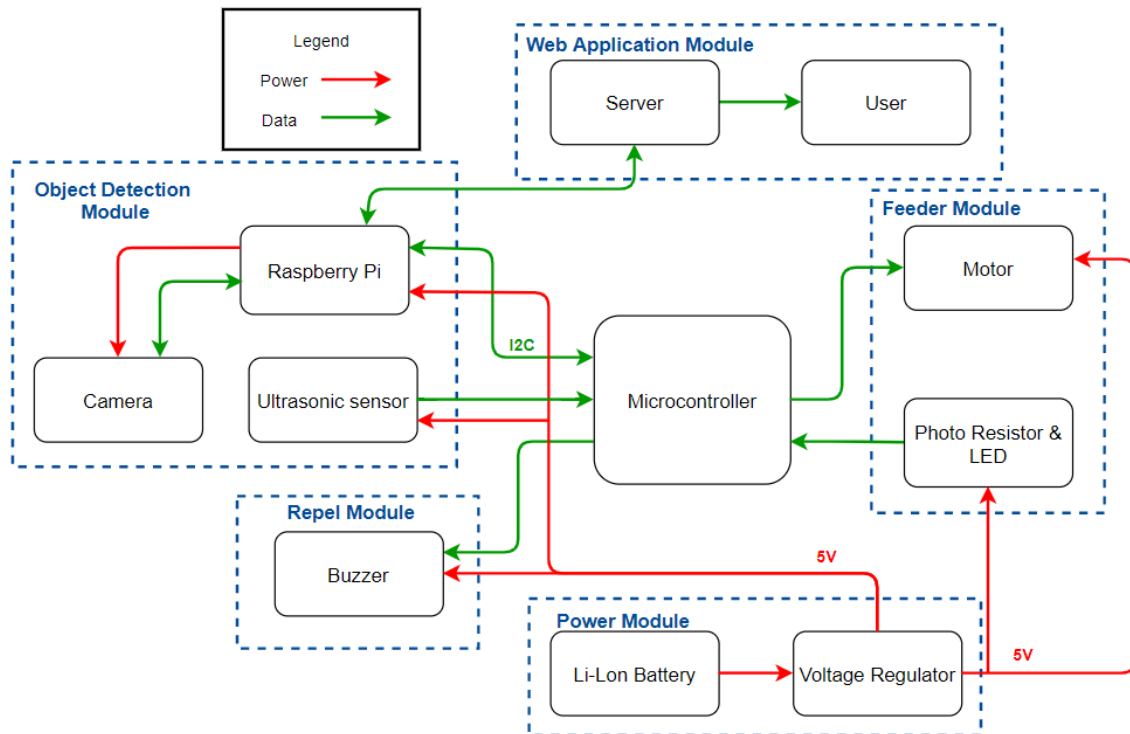 Legend
Power
Data
Web Application Module
Server
User
Object Detection
Module
Raspberry Pi
Camera
Ultrasonic sensor
I2C
Microcontroller
Feeder Module
Motor
Photo Resistor &
LED
Repel Module
Buzzer
5V
Power Module
Li-Lon Battery
Voltage Regulator
5V